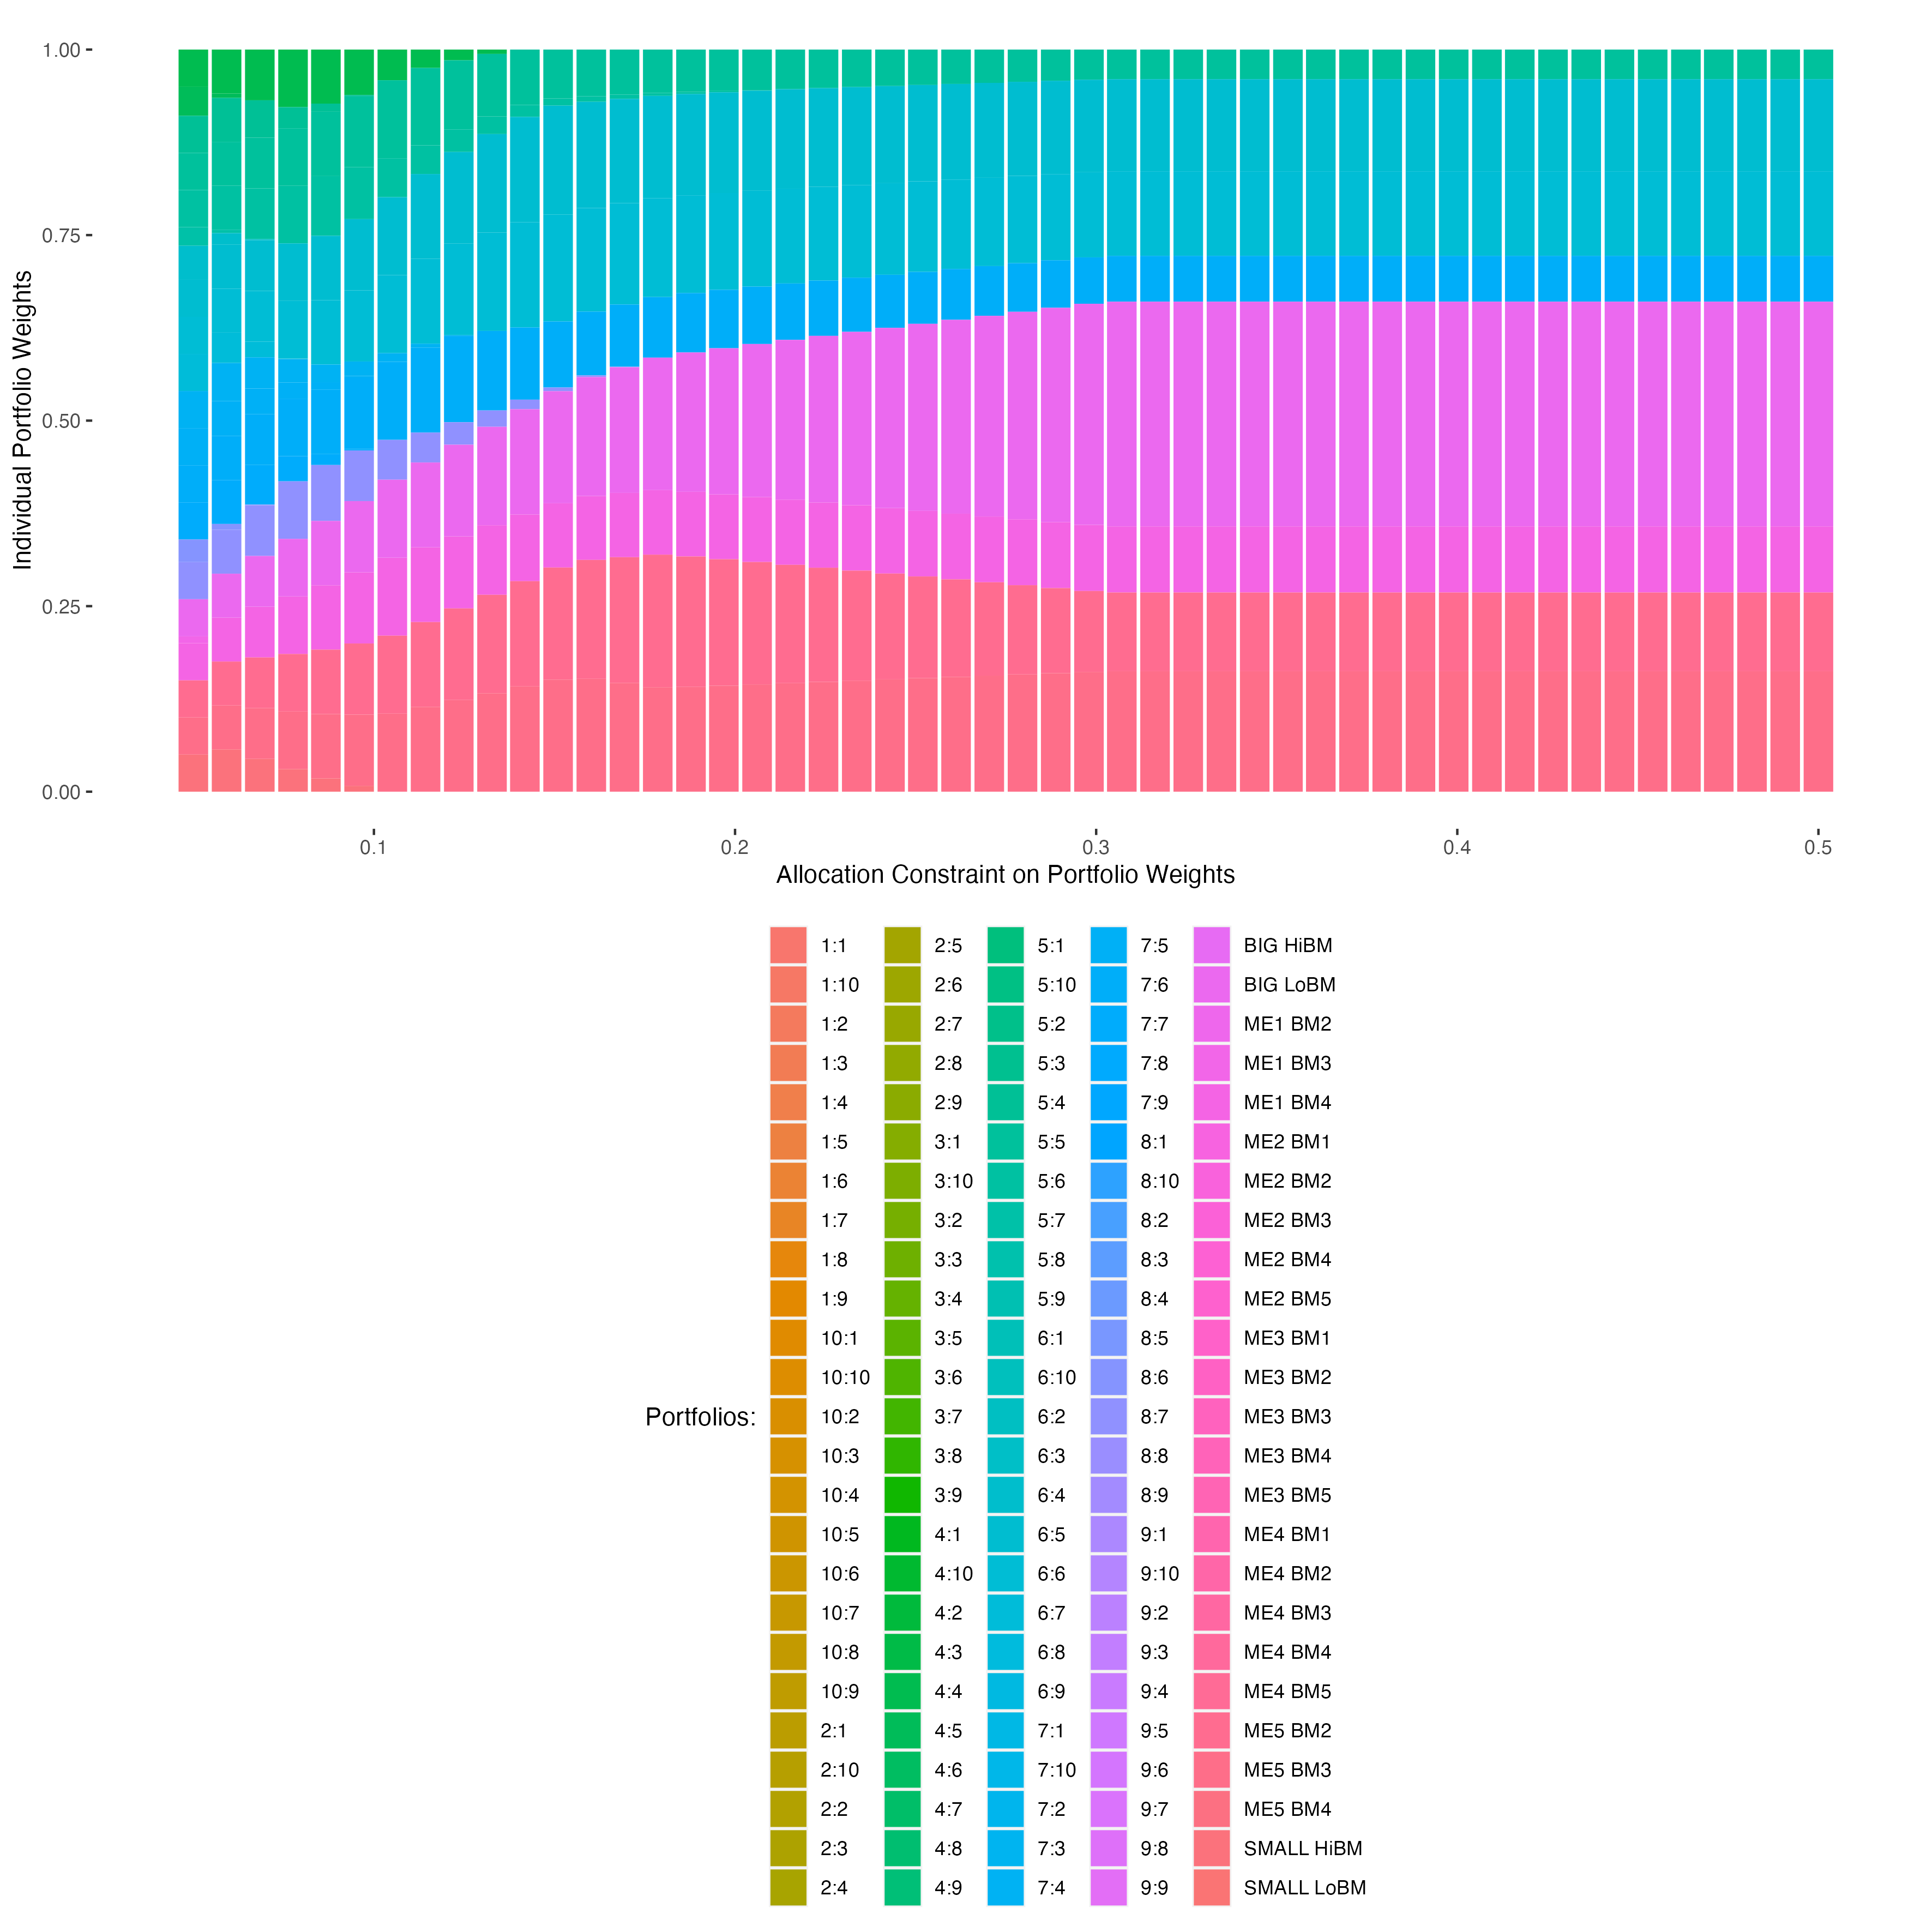 1.00
0.75
0.50
0.25
0.00
Individual Portfolio Weights
0.1 0.2 0.3 0.4 0.5
Allocation Constraint on Portfolio Weights
Portfolios:
1:1 2:5 5:1 7:5 BIG HiBM
1:10 2:6 5:10 7:6 BIG LoBM
1:2 2:7 5:2 7:7 ME1 BM2
1:3 2:8 5:3 7:8 ME1 BM3
1:4 2:9 5:4 7:9 ME1 BM4
1:5 3:1 5:5 8:1 ME2 BM1
1:6 3:10 5:6 8:10 ME2 BM2
1:7 3:2 5:7 8:2 ME2 BM3
1:8 3:3 5:8 8:3 ME2 BM4
1:9 3:4 5:9 8:4 ME2 BM5
10:1 3:5 6:1 8:5 ME3 BM1
10:10 3:6 6:10 8:6 ME3 BM2
10:2 3:7 6:2 8:7 ME3 BM3
10:3 3:8 6:3 8:8 ME3 BM4
10:4 3:9 6:4 8:9 ME3 BM5
10:5 4:1 6:5 9:1 ME4 BM1
10:6 4:10 6:6 9:10 ME4 BM2
10:7 4:2 6:7 9:2 ME4 BM3
10:8 4:3 6:8 9:3 ME4 BM4
10:9 4:4 6:9 9:4 ME4 BM5
2:1 4:5 7:1 9:5 ME5 BM2
2:10 4:6 7:10 9:6 ME5 BM3
2:2 4:7 7:2 9:7 ME5 BM4
2:3 4:8 7:3 9:8 SMALL HiBM
2:4 4:9 7:4 9:9 SMALL LoBM